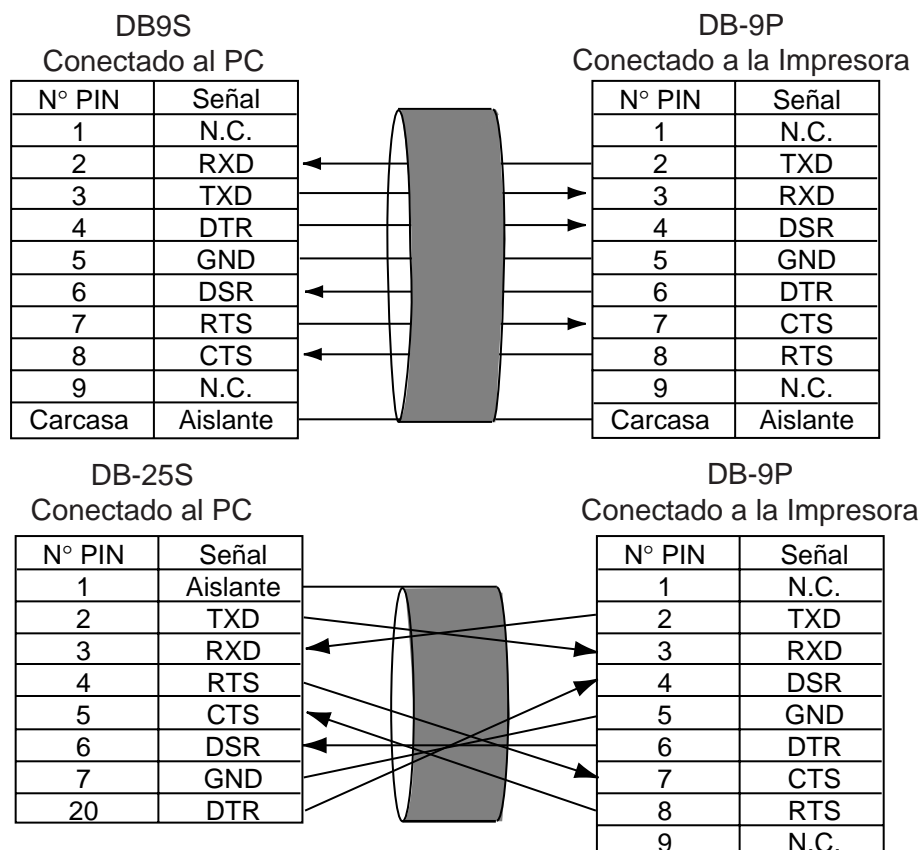 DB9S
Conectado al PC
N° PIN Señal
1 N.C.
2 RXD
3 TXD
4 DTR
5 GND
6 DSR
7 RTS
8 CTS
9 N.C.
Carcasa Aislante
DB-9P
Conectado a la Impresora
N° PIN Señal
1 N.C.
2 TXD
3 RXD
4 DSR
5 GND
6 DTR
7 CTS
8 RTS
9 N.C.
Carcasa Aislante
DB-25S
Conectado al PC
N° PIN Señal
1 Aislante
2 TXD
3 RXD
4 RTS
5 CTS
6 DSR
7 GND
20 DTR
DB-9P
Conectado a la Impresora
N° PIN Señal
1 N.C.
2 TXD
3 RXD
4 DSR
5 GND
6 DTR
7 CTS
8 RTS
9 N.C.